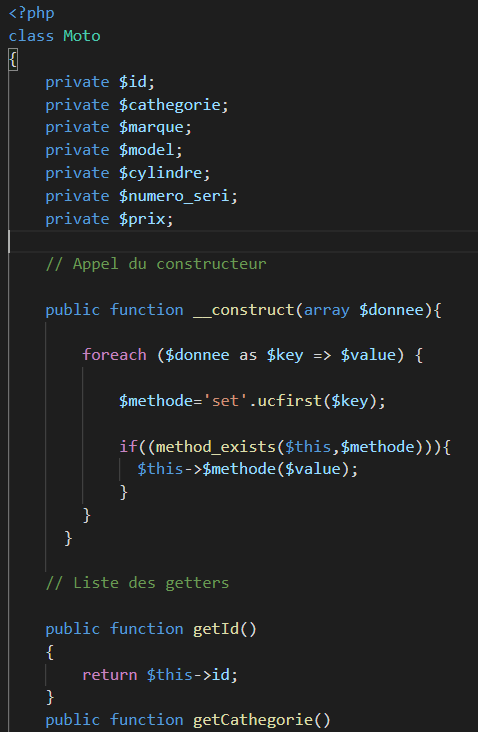 <?php
class Moto
{
    private $id;
    private $cathegorie;
    private $marque;
    private $model;
    private $cylindre;
    private $numero_seri;
    private $prix;

    // Appel du constructeur

    public function __construct(array $donnee){

        foreach ($donnee as $key => $value) {

            $methode='set'.ucfirst($key);

            if((method_exists($this,$methode))){
              $this->$methode($value);
            }
        }
      }

    // Liste des getters

    public function getId()
    {
        return $this->id;
    }
    public function getCathegorie()